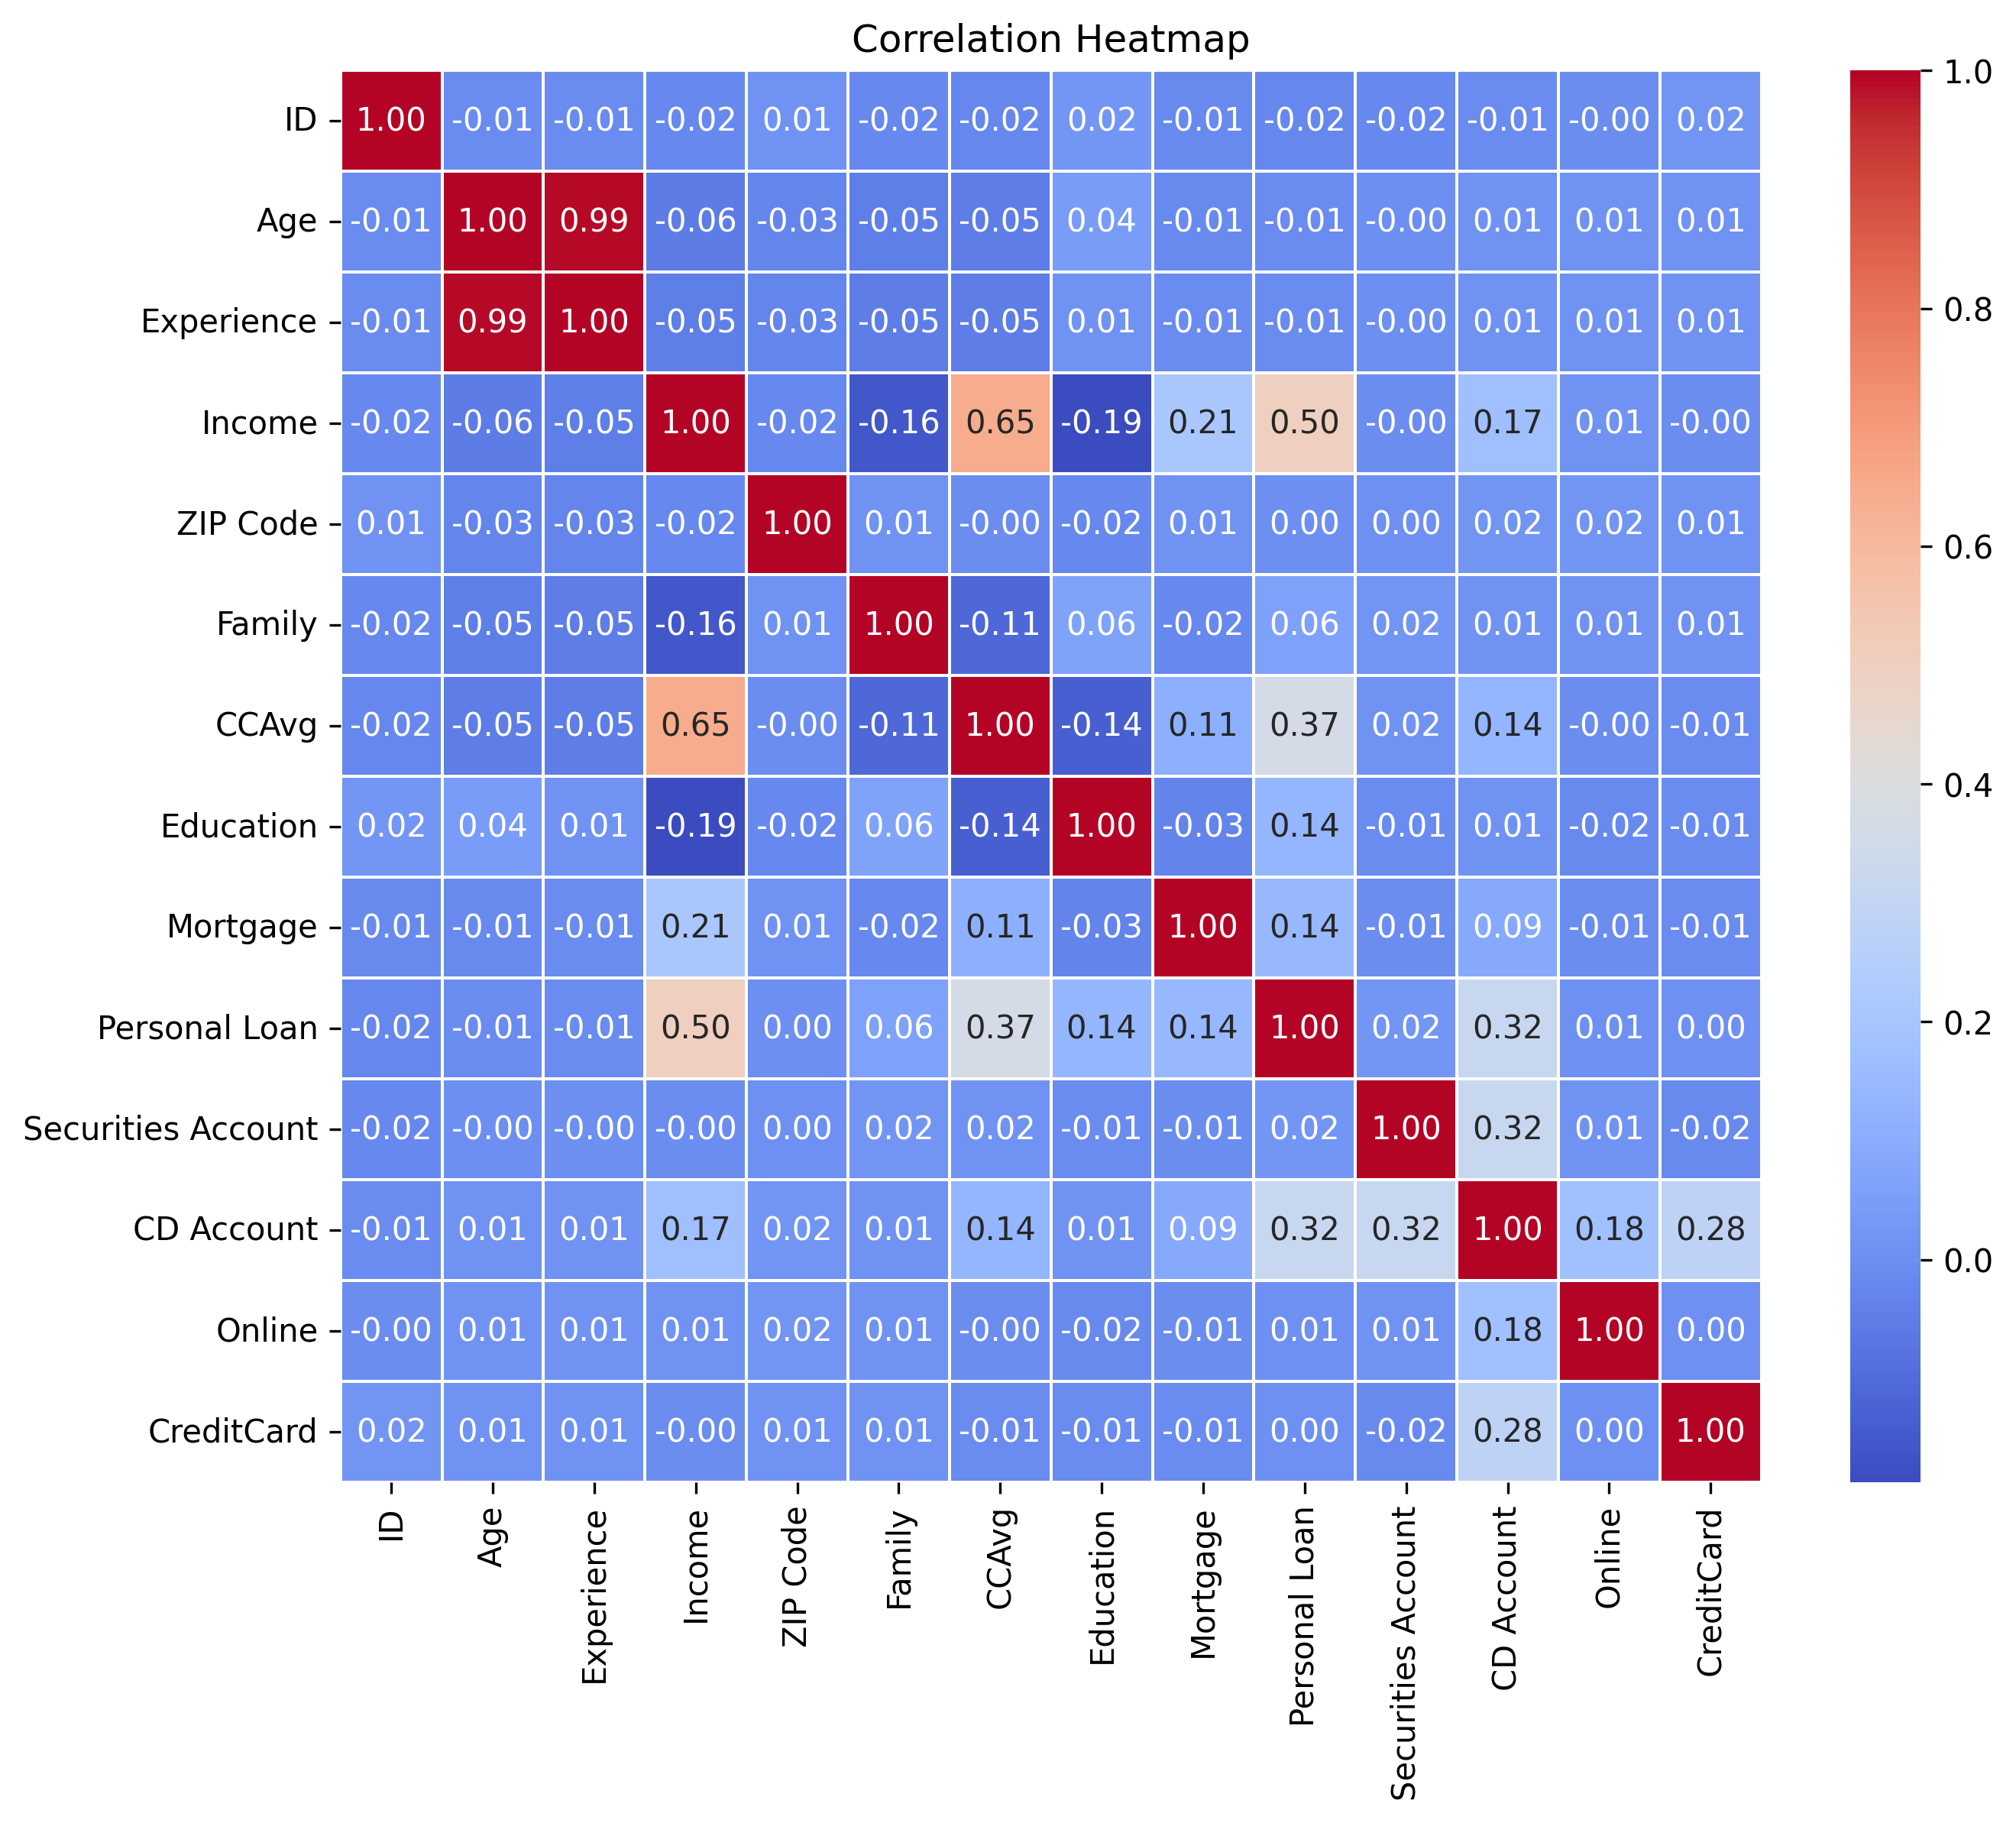 Correlation Heatmap
ID 1.00 -0.01 -0.01 -0.02 0.01 -0.02 -0.02 0.02 -0.01 -0.02 -0.02 -0.01 -0.00 0.02
Age -0.01 1.00 0.99 -0.06 -0.03 -0.05 -0.05 0.04 -0.01 -0.01 -0.00 0.01 0.01 0.01
Experience -0.01 0.99 1.00 -0.05 -0.03 -0.05 -0.05 0.01 -0.01 -0.01 -0.00 0.01 0.01 0.01
Income -0.02 -0.06 -0.05 1.00 -0.02 -0.16 0.65 -0.19 0.21 0.50 -0.00 0.17 0.01 -0.00
ZIP Code 0.01 -0.03 -0.03 -0.02 1.00 0.01 -0.00 -0.02 0.01 0.00 0.00 0.02 0.02 0.01
Family -0.02 -0.05 -0.05 -0.16 0.01 1.00 -0.11 0.06 -0.02 0.06 0.02 0.01 0.01 0.01
CCAvg -0.02 -0.05 -0.05 0.65 -0.00 -0.11 1.00 -0.14 0.11 0.37 0.02 0.14 -0.00 -0.01
Education 0.02 0.04 0.01 -0.19 -0.02 0.06 -0.14 1.00 -0.03 0.14 -0.01 0.01 -0.02 -0.01
Mortgage -0.01 -0.01 -0.01 0.21 0.01 -0.02 0.11 -0.03 1.00 0.14 -0.01 0.09 -0.01 -0.01
Personal Loan -0.02 -0.01 -0.01 0.50 0.00 0.06 0.37 0.14 0.14 1.00 0.02 0.32 0.01 0.00
Securities Account -0.02 -0.00 -0.00 -0.00 0.00 0.02 0.02 -0.01 -0.01 0.02 1.00 0.32 0.01 -0.02
CD Account -0.01 0.01 0.01 0.17 0.02 0.01 0.14 0.01 0.09 0.32 0.32 1.00 0.18 0.28
Online -0.00 0.01 0.01 0.01 0.02 0.01 -0.00 -0.02 -0.01 0.01 0.01 0.18 1.00 0.00
CreditCard 0.02 0.01 0.01 -0.00 0.01 0.01 -0.01 -0.01 -0.01 0.00 -0.02 0.28 0.00 1.00
ID
Age
Experience
Income
ZIP Code
Family
CCAvg
Education
Mortgage
Personal Loan
Securities Account
CD Account
Online
CreditCard
1.0
0.8
0.6
0.4
0.2
0.0